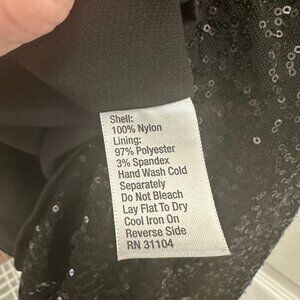 Shell:
100% Nylon
Lining:
97% Polyester
3% Spandex
Hand Wash Cold
Separately
Do Not Bleach
Lay Flat To Dry
Cool Iron On
Reverse Side
RN 31104